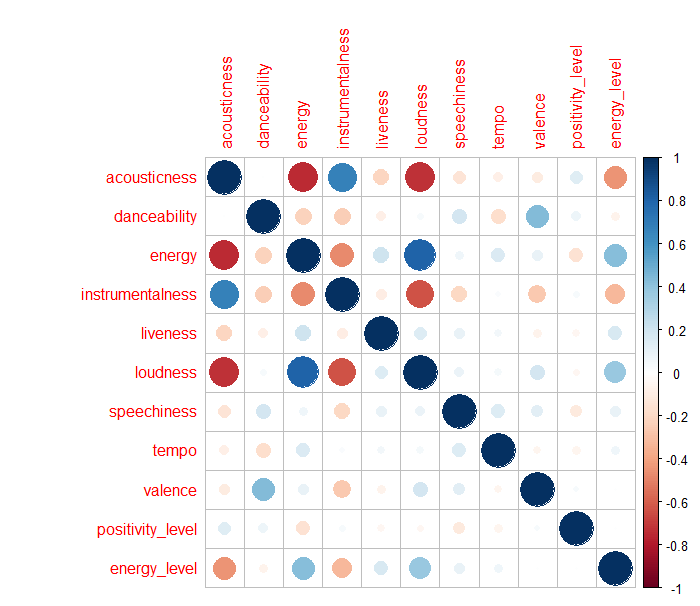 acousticness
danceability
energy
instrumentalness
liveness
loudness
speechiness
tempo
valence
positivity_level
energy_level
acousticness
danceability
energy
instrumentalness
liveness
loudness
speechiness
tempo
valence
positivity_level
energy_level
1
0.8
0.6
0.4
0.2
0
-0.2
-0.4
-0.6
-0.8
-1